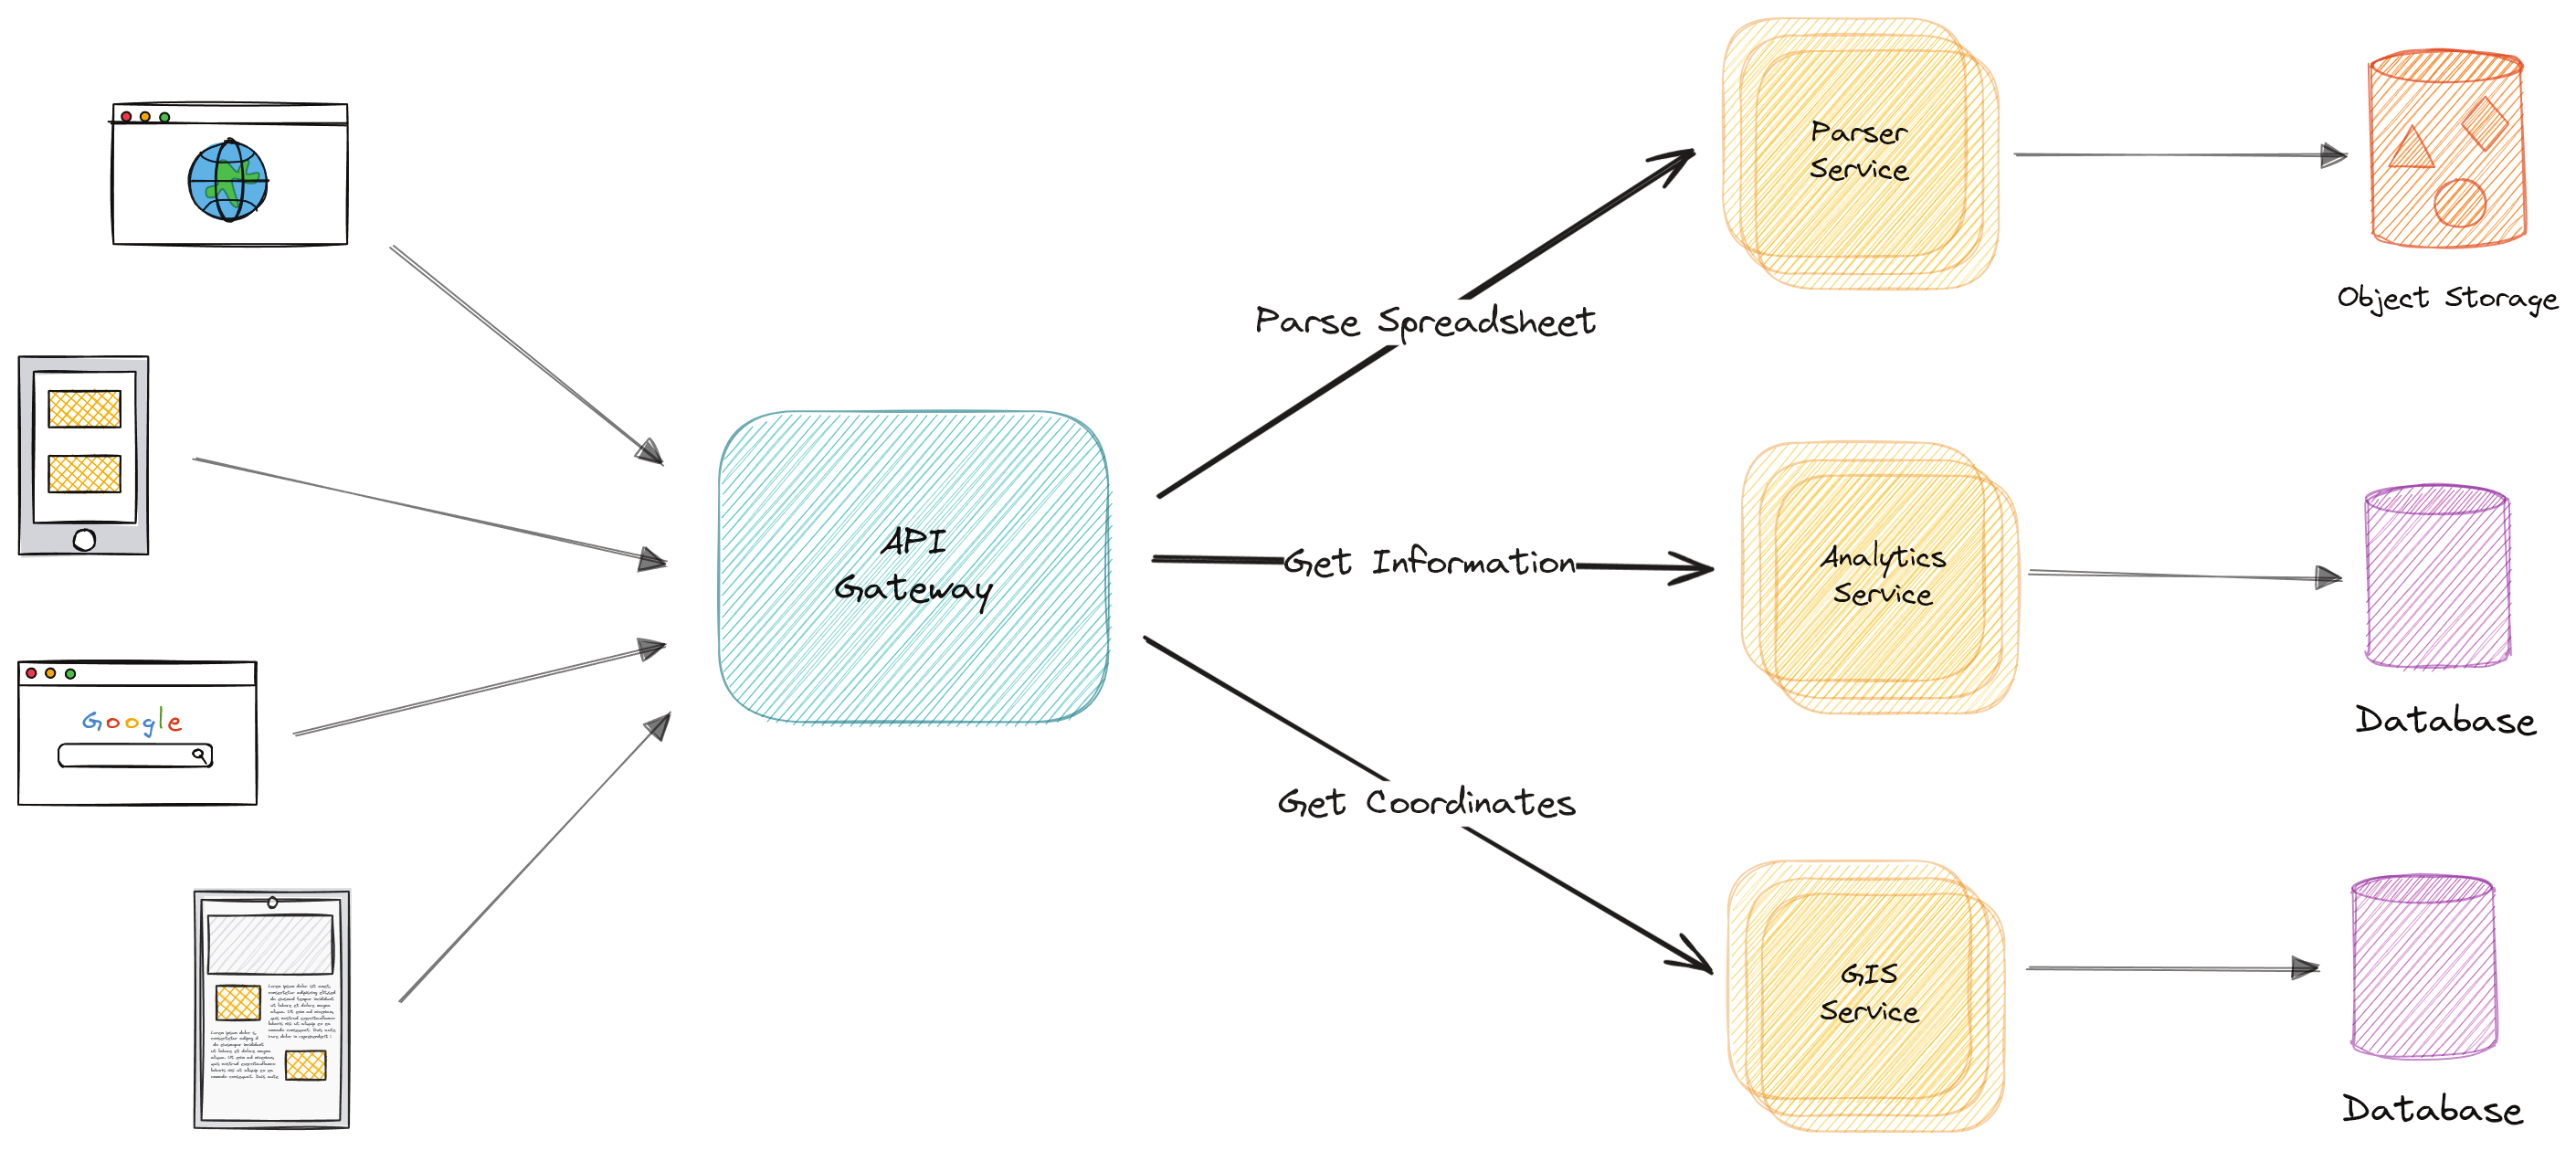 Parser
Service
Object Storage
Parse Spreadsheet
API
Gateway
Get Information
Analytics
Service
Database
Google
Get Coordinates
GIS
Service
Database